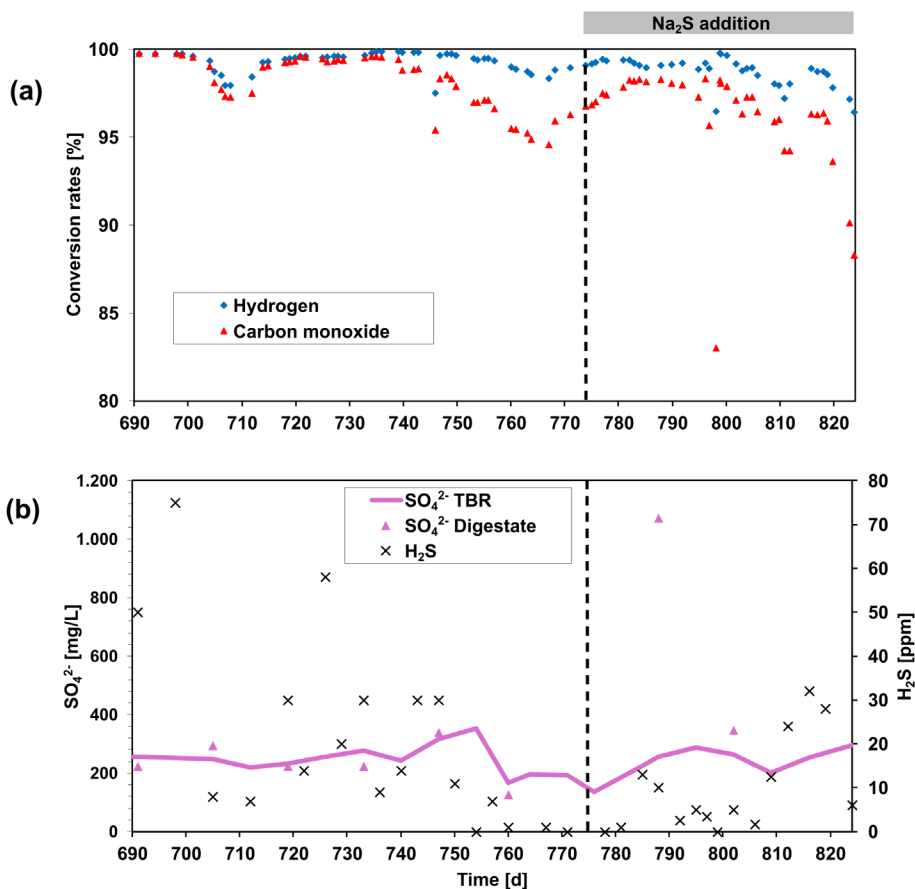 Na₂S addition
(a)
Conversion rates [%]
100
95
90
85
80
Hydrogen
Carbon monoxide
690 700 710 720 730 740 750 760 770 780 790 800 810 820
(b)
SO₄²⁻ [mg/L]
1.200
1.000
800
600
400
200
0
SO₄²⁻ TBR
SO₄²⁻ Digestate
H₂S
80
70
60
50
40
30
20
10
0
H₂S [ppm]
690 700 710 720 730 740 750 760 770 780 790 800 810 820
Time [d]